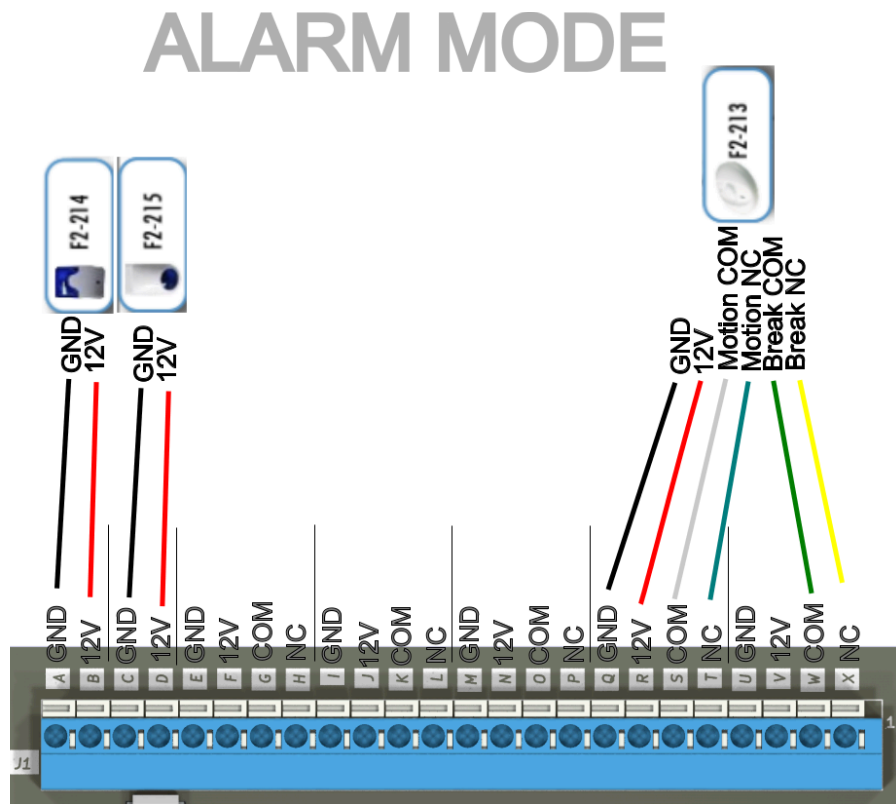 ALARM MODE
F2-214
F2-215
F2-213
GND
12V
GND
12V
GND
12V
Motion COM
Motion NC
Break COM
Break NC
GND
12V
GND
12V
GND
12V
COM
NC
GND
12V
COM
NC
GND
12V
COM
NC
GND
12V
COM
NC
GND
12V
COM
NC
A B C D E F G H I J K L M N O P Q R S T U V W X
1
J1